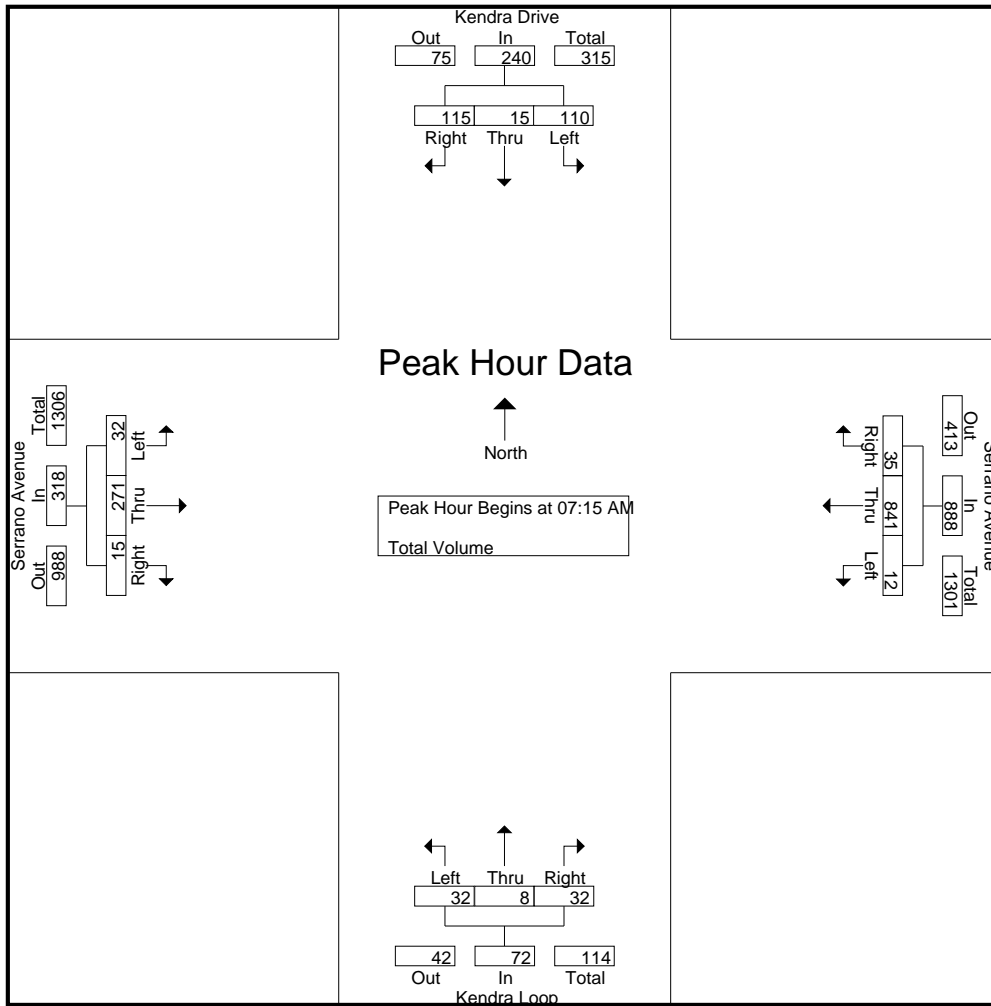 Kendra Drive
Out In Total
75 240 315
115 15 110
Right Thru Left
Peak Hour Data
North
Peak Hour Begins at 07:15 AM
Total Volume
Serrano Avenue
Total In Out
1306 318 988
32 271 15
Left Thru Right
Serrano Avenue
Out In Total
413 888 1301
35 841 12
Right Thru Left
Left Thru Right
32 8 32
42 72 114
Out In Total
Kendra Loop